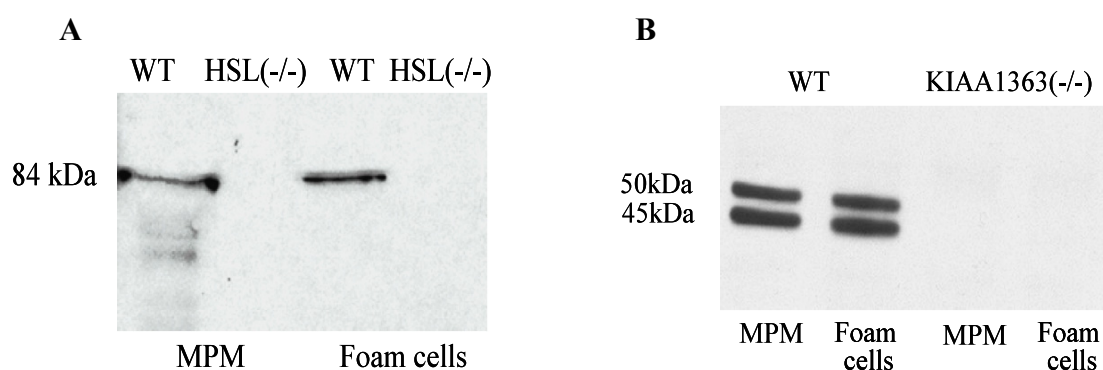 A
WT HSL(-/-) WT HSL(-/-)
84 kDa
MPM Foam cells
B
WT KIAA1363(-/-)
50kDa
45kDa
MPM Foam cells MPM Foam cells